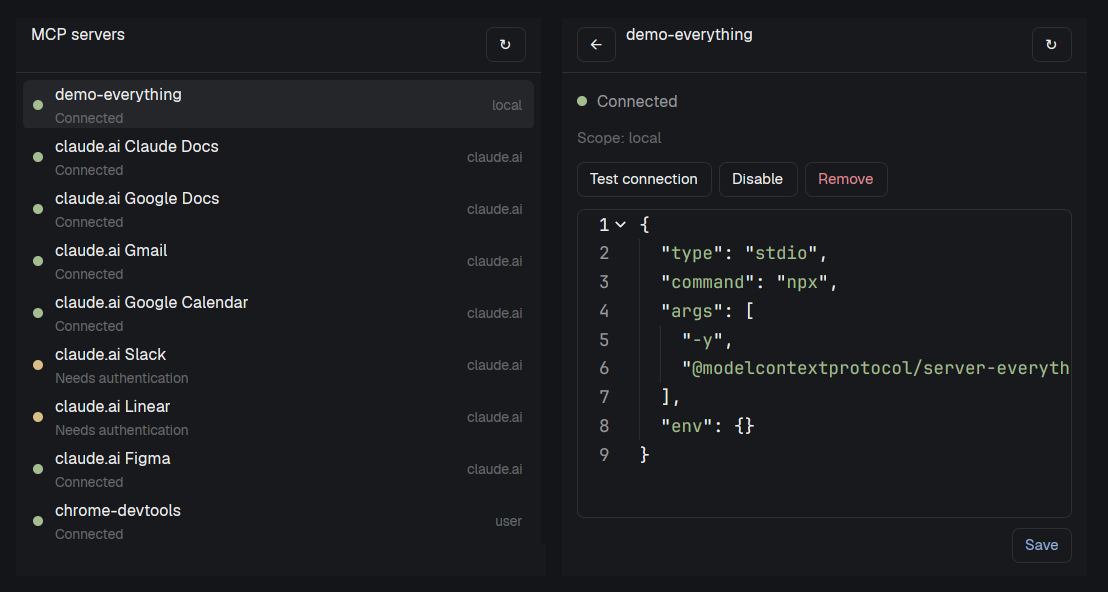 MCP servers
↻
demo-everything
Connected
local
claude.ai Claude Docs
Connected
claude.ai
claude.ai Google Docs
Connected
claude.ai
claude.ai Gmail
Connected
claude.ai
claude.ai Google Calendar
Connected
claude.ai
claude.ai Slack
Needs authentication
claude.ai
claude.ai Linear
Needs authentication
claude.ai
claude.ai Figma
Connected
claude.ai
chrome-devtools
Connected
user
← demo-everything ↻
Connected
Scope: local
Test connection Disable Remove
1 {
2 "type": "stdio",
3 "command": "npx",
4 "args": [
5 "-y",
6 "@modelcontextprotocol/server-everyth
7 ],
8 "env": {}
9 }
Save